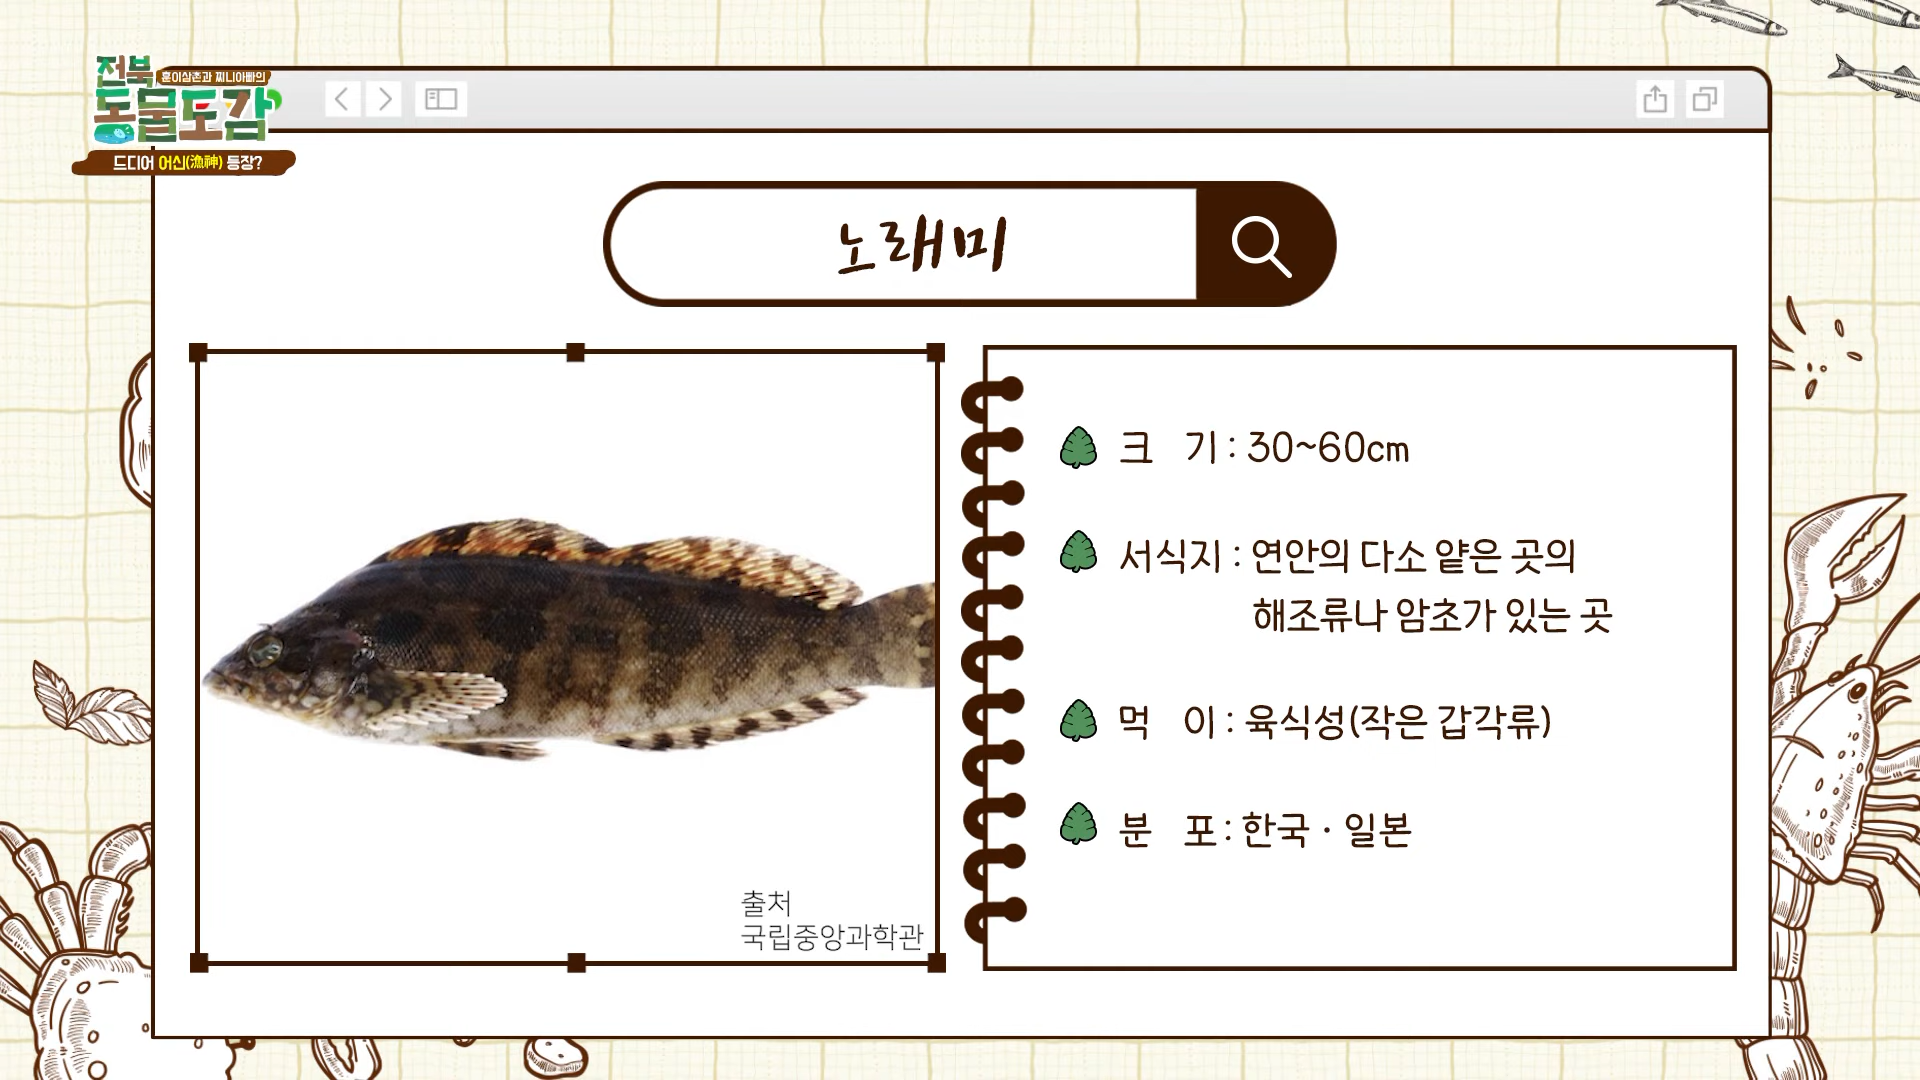 전북
훈이삼촌과 찌니아빠의
동물도감
드디어 어신(漁神) 등장?
노래미
크 기 : 30~60cm
서식지 : 연안의 다소 얕은 곳의
해조류나 암초가 있는 곳
먹 이 : 육식성(작은 갑각류)
분 포 : 한국 · 일본
출처
국립중앙과학관